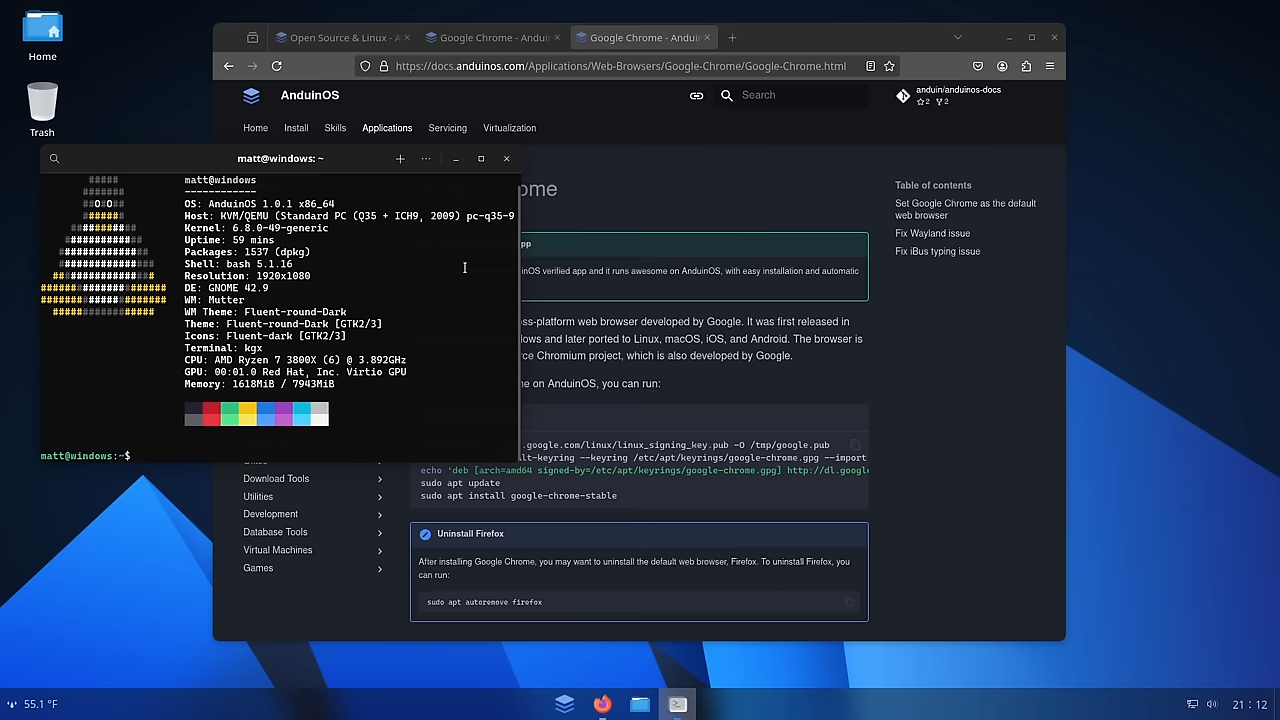 Home
Trash
Open Source & Linux - A
Google Chrome - Andui
Google Chrome - Andui
https://docs.anduinos.com/Applications/Web-Browsers/Google-Chrome/Google-Chrome.html
AnduinOS
Search
anduin/anduinos-docs
2 2
Home Install Skills Applications Servicing Virtualization
matt@windows: ~
matt@windows
------------
OS: AnduinOS 1.0.1 x86_64
Host: KVM/QEMU (Standard PC (Q35 + ICH9, 2009) pc-q35-9
Kernel: 6.8.0-49-generic
Uptime: 59 mins
Packages: 1537 (dpkg)
Shell: bash 5.1.16
Resolution: 1920x1080
DE: GNOME 42.9
WM: Mutter
WM Theme: Fluent-round-Dark
Theme: Fluent-round-Dark [GTK2/3]
Icons: Fluent-dark [GTK2/3]
Terminal: kgx
CPU: AMD Ryzen 7 3800X (6) @ 3.892GHz
GPU: 00:01.0 Red Hat, Inc. Virtio GPU
Memory: 1618MiB / 7943MiB
matt@windows:~$
ome
pp
inOS verified app and it runs awesome on AnduinOS, with easy installation and automatic
ss-platform web browser developed by Google. It was first released in
lows and later ported to Linux, macOS, iOS, and Android. The browser is
rce Chromium project, which is also developed by Google.
ne on AnduinOS, you can run:
.google.com/linux/linux_signing_key.pub -O /tmp/google.pub
lt-keyring --keyring /etc/apt/keyrings/google-chrome.gpg --import
echo 'deb [arch=amd64 signed-by=/etc/apt/keyrings/google-chrome.gpg] http://dl.google
sudo apt update
sudo apt install google-chrome-stable
Uninstall Firefox
After installing Google Chrome, you may want to uninstall the default web browser, Firefox. To uninstall Firefox, you
can run:
sudo apt autoremove firefox
Download Tools
Utilities
Development
Database Tools
Virtual Machines
Games
Table of contents
Set Google Chrome as the default
web browser
Fix Wayland issue
Fix iBus typing issue
55.1 °F
21 : 12